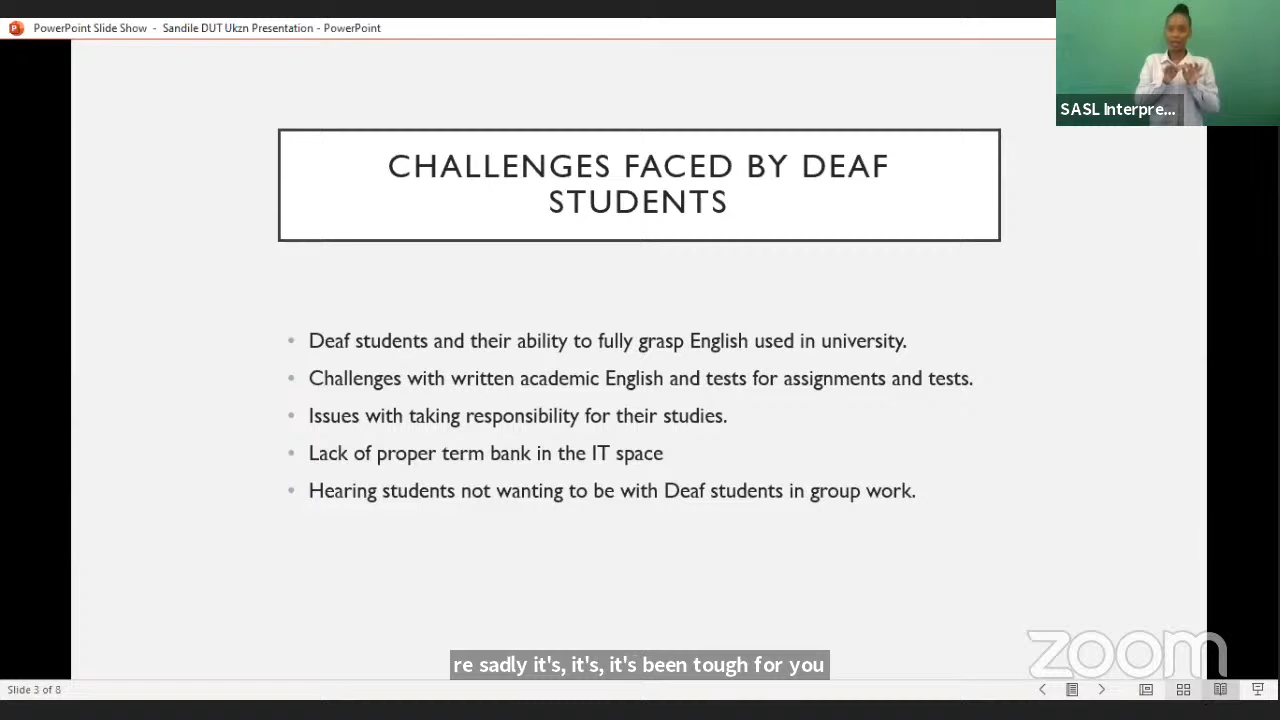 PowerPoint Slide Show - Sandile DUT Ukzn Presentation - PowerPoint
SASL Interpre...
CHALLENGES FACED BY DEAF
STUDENTS
• Deaf students and their ability to fully grasp English used in university.
• Challenges with written academic English and tests for assignments and tests.
• Issues with taking responsibility for their studies.
• Lack of proper term bank in the IT space
• Hearing students not wanting to be with Deaf students in group work.
re sadly it's, it's, it's been tough for you
zoom
Slide 3 of 8